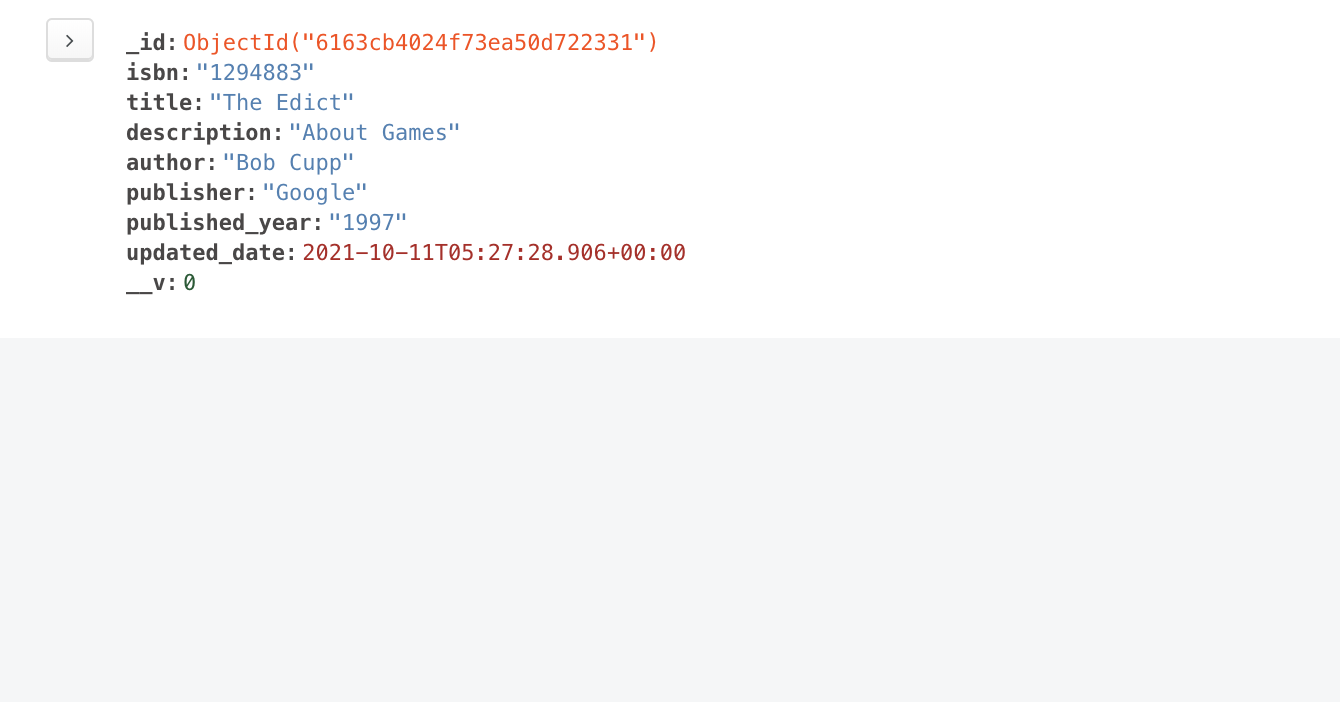 _id: ObjectId("6163cb4024f73ea50d722331")
isbn: "1294883"
title: "The Edict"
description: "About Games"
author: "Bob Cupp"
publisher: "Google"
published_year: "1997"
updated_date: 2021-10-11T05:27:28.906+00:00
__v: 0